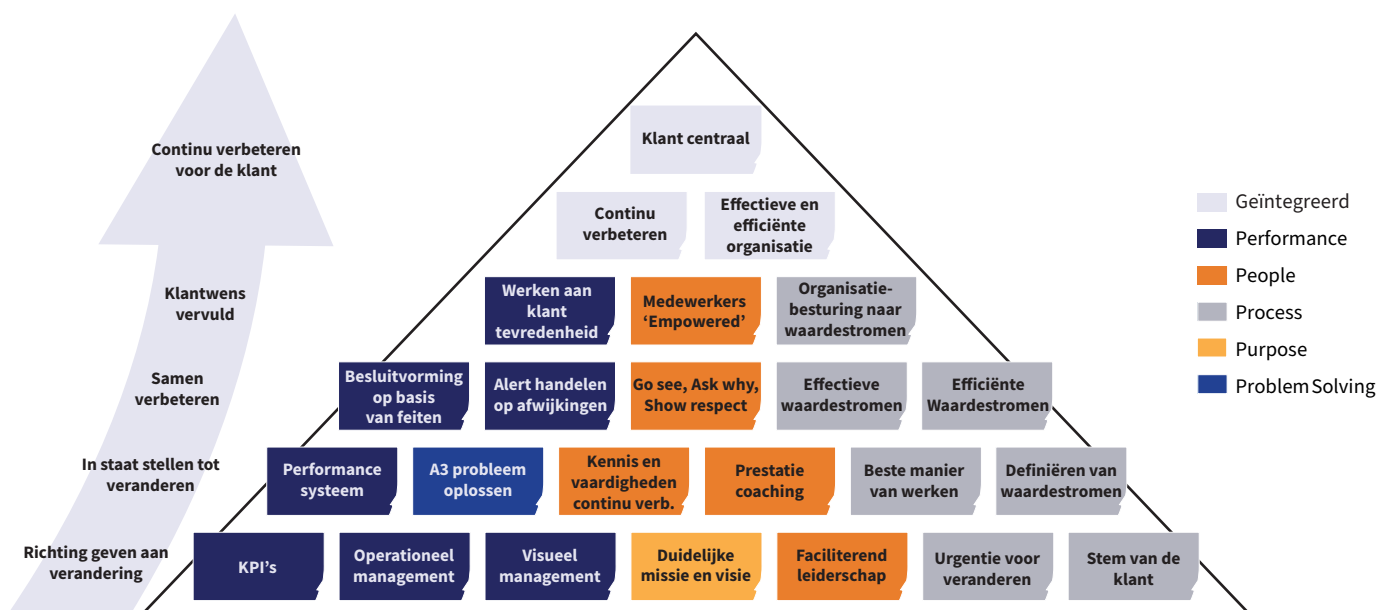 Continu verbeteren
voor de klant
Klant centraal
Continu
verbeteren
Effectieve en
efficiënte
organisatie
Klantwens
vervuld
Werken aan
klant
tevredenheid
Medewerkers
‘Empowered’
Organisatie-
besturing naar
waardestromen
Samen
verbeteren
Besluitvorming
op basis
van feiten
Alert handelen
op afwijkingen
Go see, Ask why,
Show respect
Effectieve
waardestromen
Efficiënte
Waardestromen
In staat stellen tot
veranderen
Performance
systeem
A3 probleem
oplossen
Kennis en
vaardigheden
continu verb.
Prestatie
coaching
Beste manier
van werken
Definiëren van
waardestromen
Richting geven aan
verandering
KPI’s
Operationeel
management
Visueel
management
Duidelijke
missie en visie
Faciliterend
leiderschap
Urgentie voor
veranderen
Stem van de
klant
Geïntegreerd
Performance
People
Process
Purpose
Problem Solving